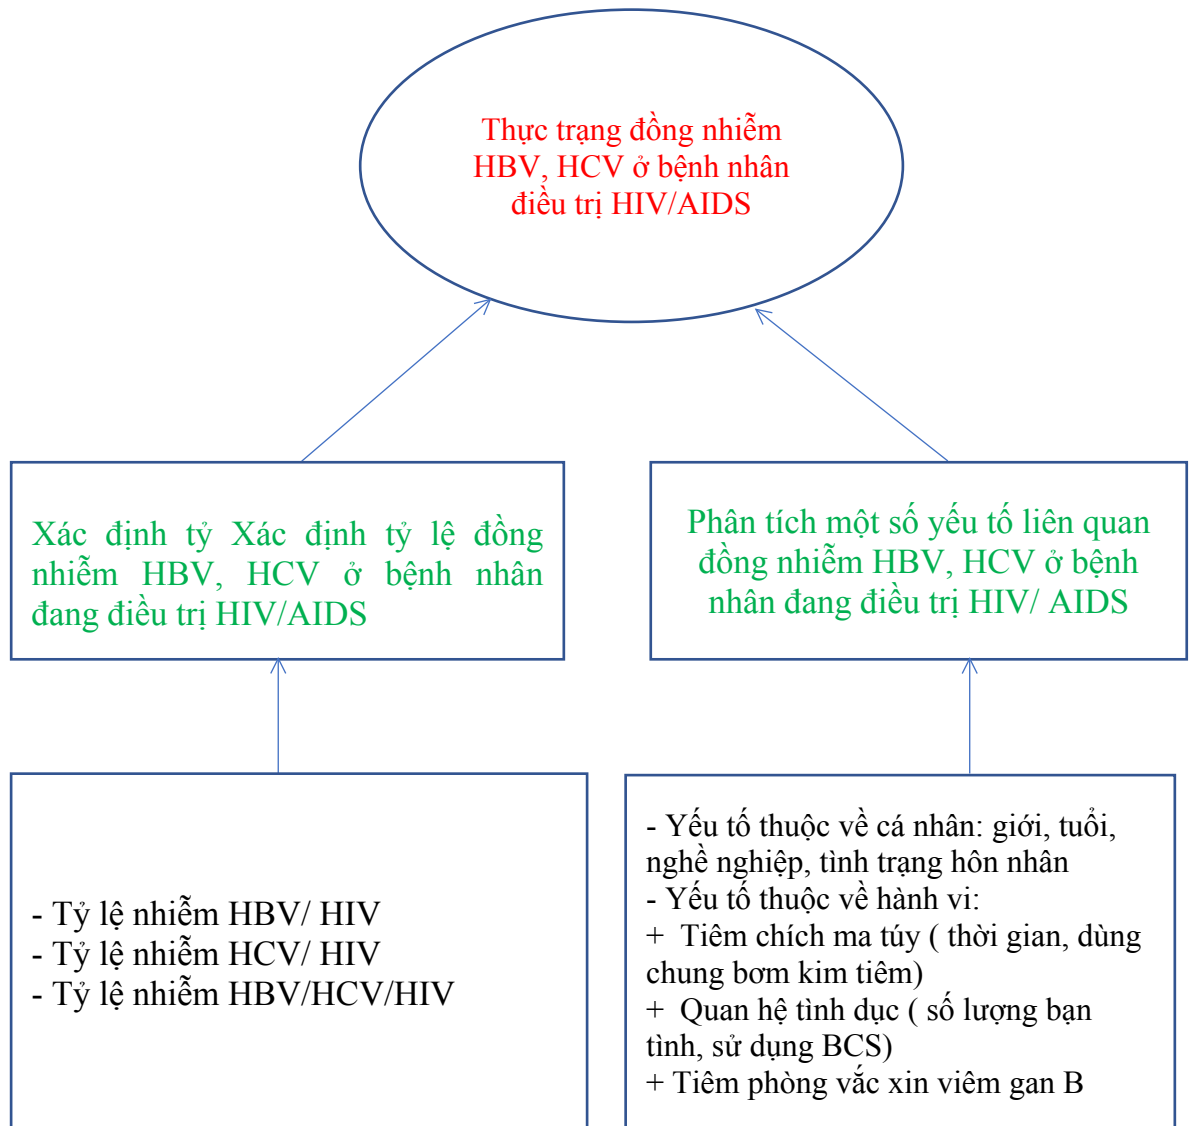 Thực trạng đồng nhiễm
HBV, HCV ở bệnh nhân
điều trị HIV/AIDS
Xác định tỷ Xác định tỷ lệ đồng
nhiễm HBV, HCV ở bệnh nhân
đang điều trị HIV/AIDS
Phân tích một số yếu tố liên quan
đồng nhiễm HBV, HCV ở bệnh
nhân đang điều trị HIV/ AIDS
- Tỷ lệ nhiễm HBV/ HIV
- Tỷ lệ nhiễm HCV/ HIV
- Tỷ lệ nhiễm HBV/HCV/HIV
- Yếu tố thuộc về cá nhân: giới, tuổi,
nghề nghiệp, tình trạng hôn nhân
- Yếu tố thuộc về hành vi:
+ Tiêm chích ma túy ( thời gian, dùng
chung bơm kim tiêm)
+ Quan hệ tình dục ( số lượng bạn
tình, sử dụng BCS)
+ Tiêm phòng vắc xin viêm gan B